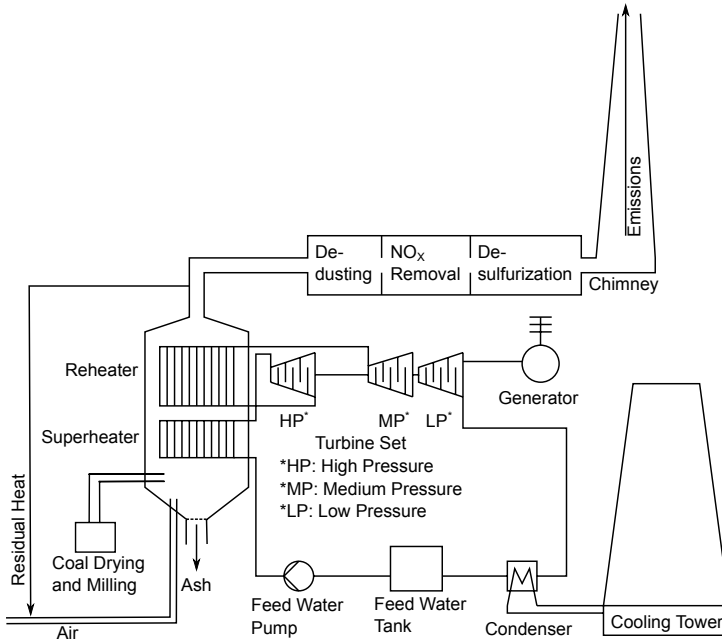 Emissions
De-
dusting
NOX
Removal
De-
sulfurization
Chimney
Reheater
HP*
MP*
LP*
Generator
Superheater
Turbine Set
*HP: High Pressure
*MP: Medium Pressure
*LP: Low Pressure
Residual Heat
Coal Drying
and Milling
Ash
Air
Feed Water
Pump
Feed Water
Tank
Condenser
Cooling Tower